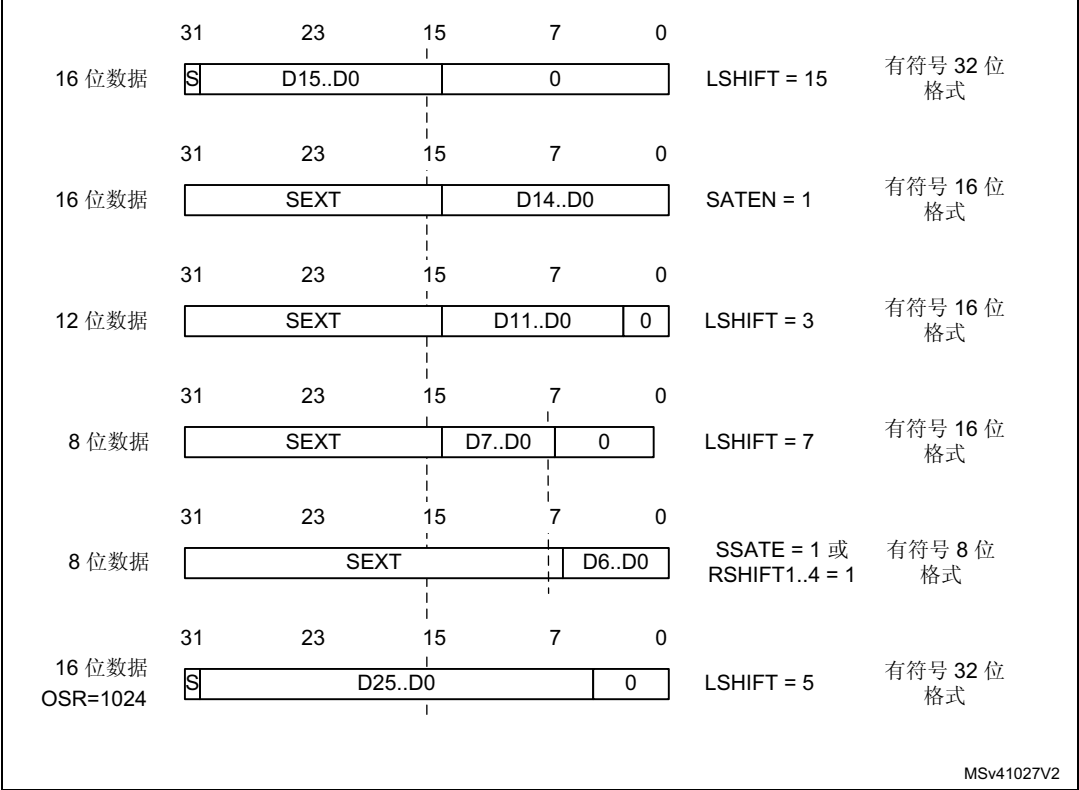 31 23 15 7 0
16 位数据 S D15..D0 0 LSHIFT = 15 有符号 32 位
格式
31 23 15 7 0
16 位数据 SEXT D14..D0 SATEN = 1 有符号 16 位
格式
31 23 15 7 0
12 位数据 SEXT D11..D0 0 LSHIFT = 3 有符号 16 位
格式
31 23 15 7 0
8 位数据 SEXT D7..D0 0 LSHIFT = 7 有符号 16 位
格式
31 23 15 7 0
8 位数据 SEXT D6..D0 SSATE = 1 或 有符号 8 位
RSHIFT1..4 = 1 格式
31 23 15 7 0
16 位数据 S D25..D0 0 LSHIFT = 5 有符号 32 位
OSR=1024 格式
MSv41027V2